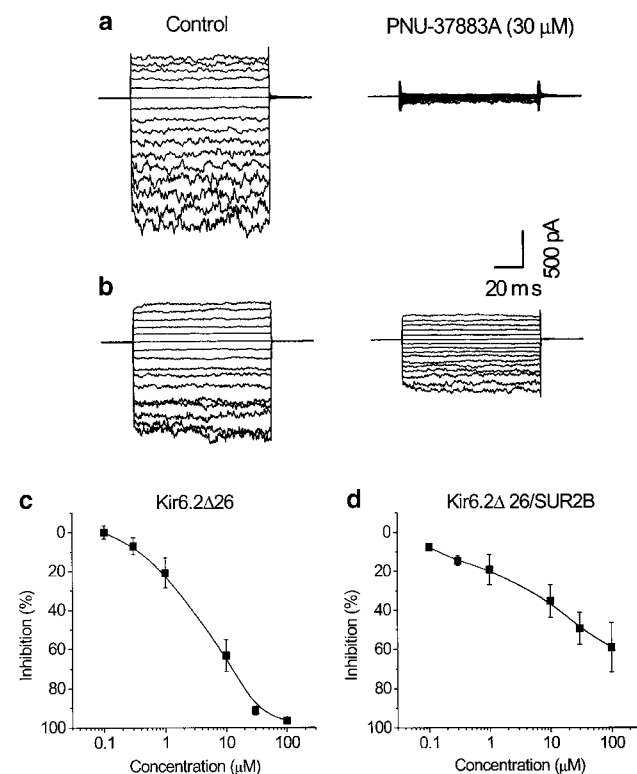 a
Control
PNU-37883A (30 μM)
500 pA
20 ms
b
c
Kir6.2Δ26
d
Kir6.2Δ 26/SUR2B
0
20
40
60
80
100
Inhibition (%)
0.1 1 10 100
Concentration (μM)
0
20
40
60
80
100
Inhibition (%)
0.1 1 10 100
Concentration (μM)